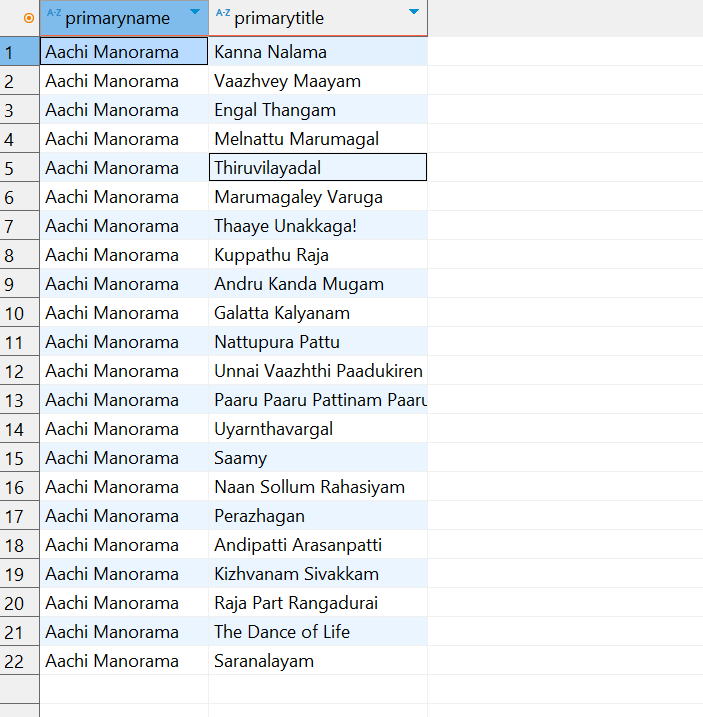 A-Z primaryname A-Z primarytitle
1 Aachi Manorama Kanna Nalama
2 Aachi Manorama Vaazhvey Maayam
3 Aachi Manorama Engal Thangam
4 Aachi Manorama Melnattu Marumagal
5 Aachi Manorama Thiruvilayadal
6 Aachi Manorama Marumagaley Varuga
7 Aachi Manorama Thaaye Unakkaga!
8 Aachi Manorama Kuppathu Raja
9 Aachi Manorama Andru Kanda Mugam
10 Aachi Manorama Galatta Kalyanam
11 Aachi Manorama Nattupura Pattu
12 Aachi Manorama Unnai Vaazhthi Paadukiren
13 Aachi Manorama Paaru Paaru Pattinam Paaru
14 Aachi Manorama Uyarnthavargal
15 Aachi Manorama Saamy
16 Aachi Manorama Naan Sollum Rahasiyam
17 Aachi Manorama Perazhagan
18 Aachi Manorama Andipatti Arasanpatti
19 Aachi Manorama Kizhvanam Sivakkam
20 Aachi Manorama Raja Part Rangadurai
21 Aachi Manorama The Dance of Life
22 Aachi Manorama Saranalayam